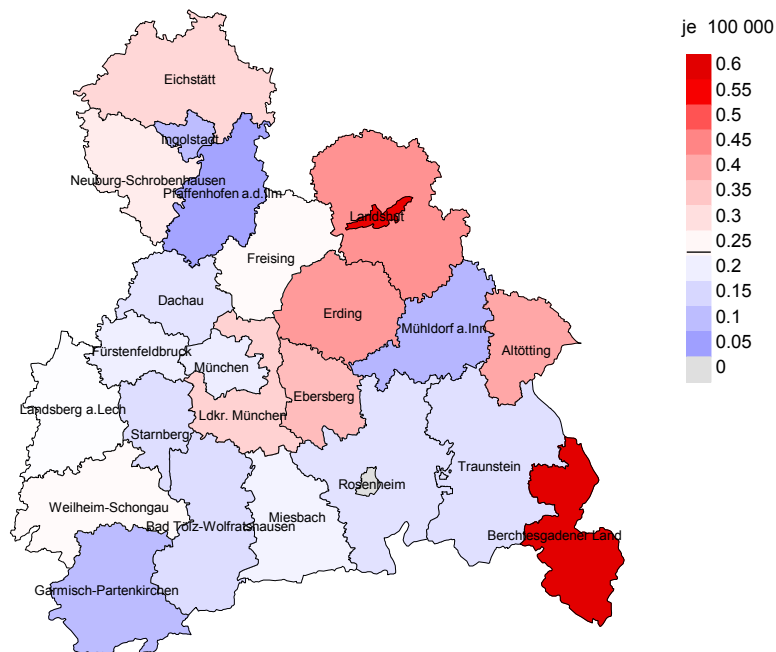 je 100 000
0.6
0.55
0.5
0.45
0.4
0.35
0.3
0.25
0.2
0.15
0.1
0.05
0
Eichstätt
Ingolstadt
Neuburg-Schrobenhausen
Pfaffenhofen a.d.Ilm
Landshut
Freising
Dachau
Erding
Mühldorf a.Inn
Altötting
Fürstenfeldbruck
München
Ebersberg
Landsberg a.Lech
Ldkr. München
Starnberg
Traunstein
Rosenheim
Weilheim-Schongau
Miesbach
Bad Tölz-Wolfratshausen
Berchtesgadener Land
Garmisch-Partenkirchen